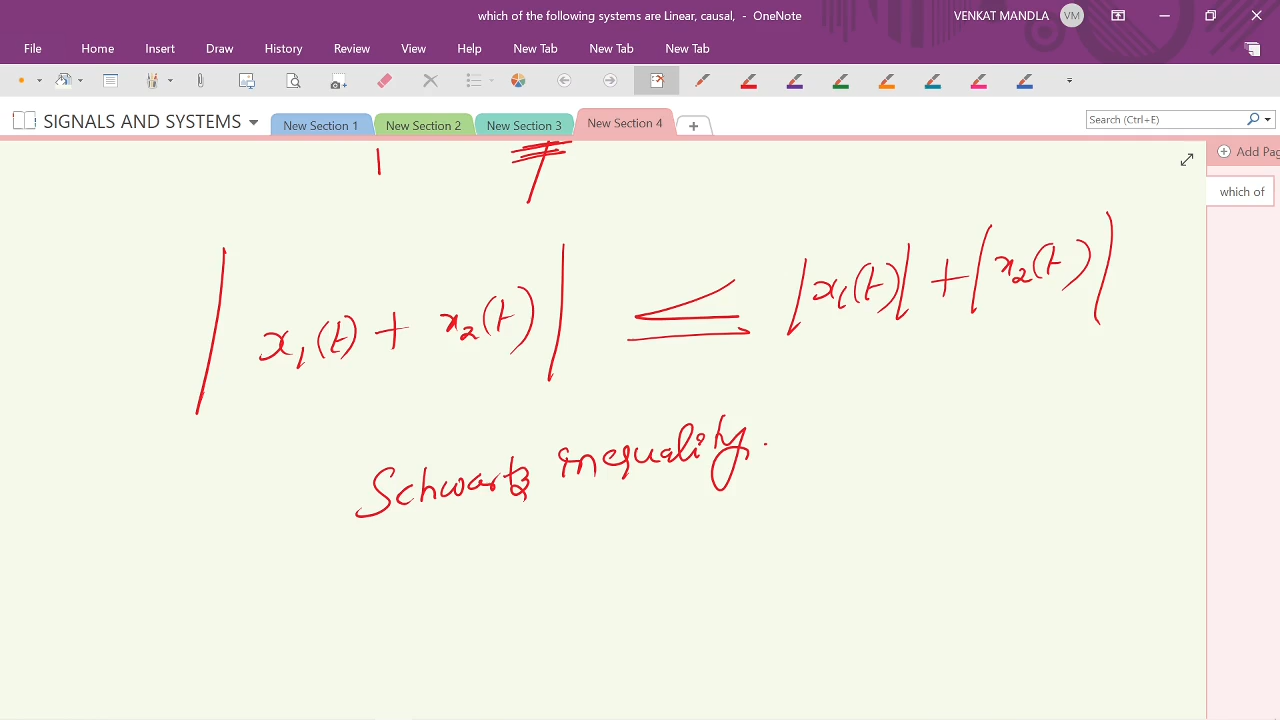 which of the following systems are Linear, causal, - OneNote
VENKAT MANDLA VM
File Home Insert Draw History Review View Help New Tab New Tab New Tab
SIGNALS AND SYSTEMS New Section 1 New Section 2 New Section 3 New Section 4 Search (Ctrl+E)
Add Pag
which of
|x₁(t) + x₂(t)| ≤ |x₁(t)| + |x₂(t)|
Schwartz inequality.